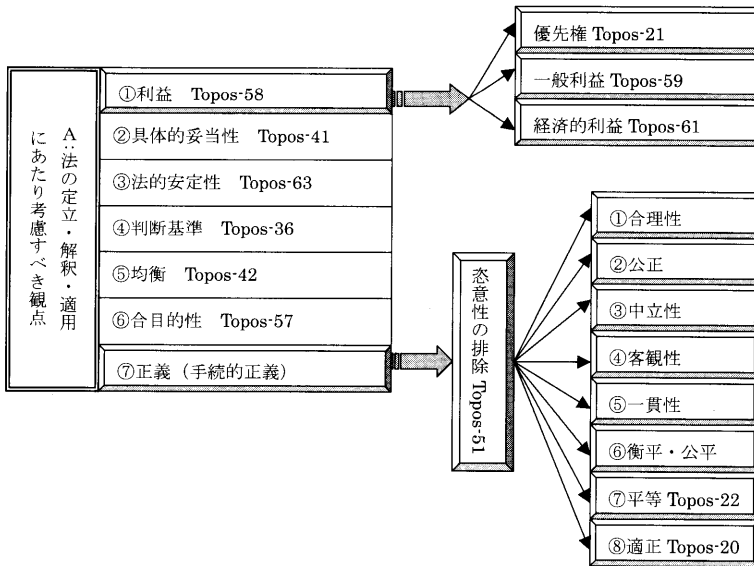 A:法の定立・解釈・適用
にあたり考慮すべき観点
①利益 Topos-58
②具体的妥当性 Topos-41
③法的安定性 Topos-63
④判断基準 Topos-36
⑤均衡 Topos-42
⑥合目的性 Topos-57
⑦正義（手続的正義）
優先権 Topos-21
一般利益 Topos-59
経済的利益 Topos-61
恣意性の排除 Topos-51
①合理性
②公正
③中立性
④客観性
⑤一貫性
⑥衡平・公平
⑦平等 Topos-22
⑧適正 Topos-20